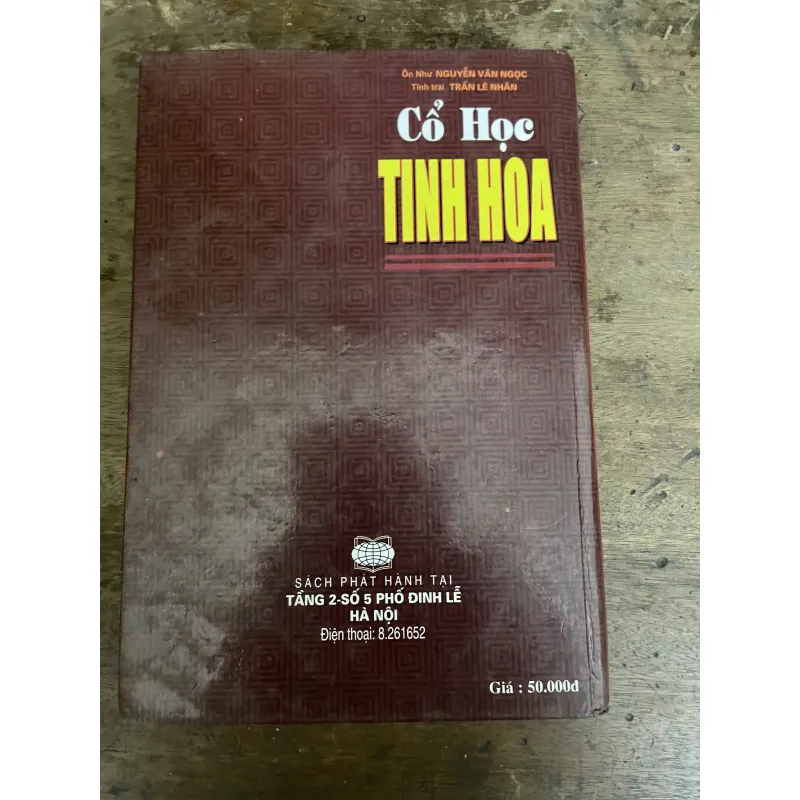 Ôn Như NGUYỄN VĂN NGỌC
Tinh trai TRẦN LÊ NHÂN
Cổ Học
TINH HOA
SÁCH PHÁT HÀNH TẠI
TẦNG 2-SỐ 5 PHỐ ĐINH LỄ
HÀ NỘI
Điện thoại: 8.261652
Giá : 50.000đ